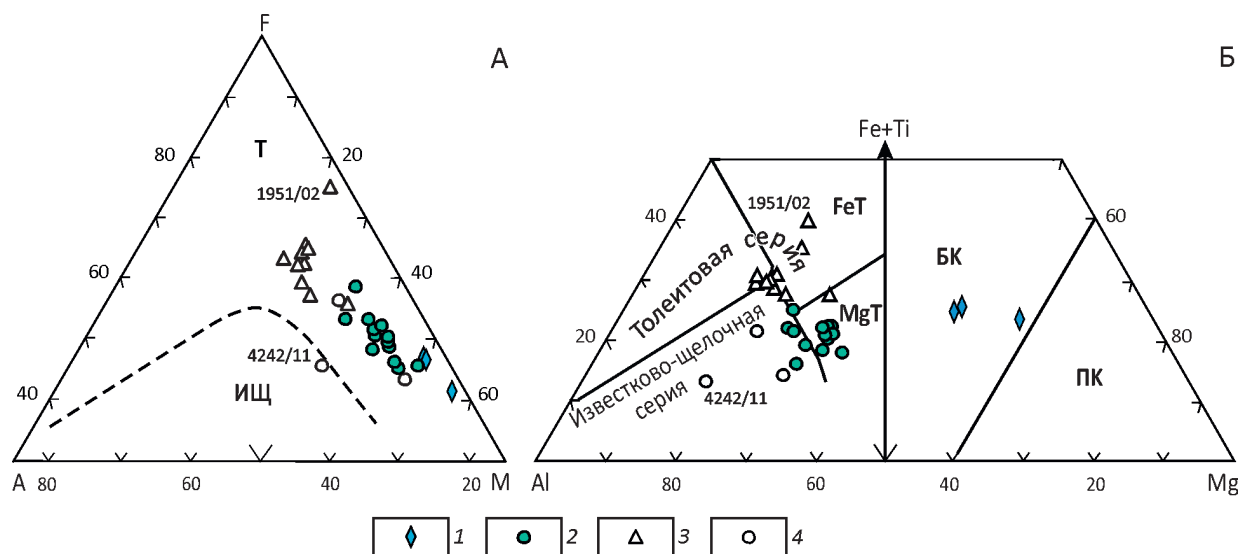 F
А
Б
Т
80
20
1951/02
60
40
4242/11
ИЩ
40
60
A
80
60
40
20
M
Fe+Ti
1951/02
FeT
40
60
Толеитовая серия
БК
MgT
20
80
Известково-щелочная
серия
4242/11
ПК
Al
80
60
40
20
Mg
1
2
3
4